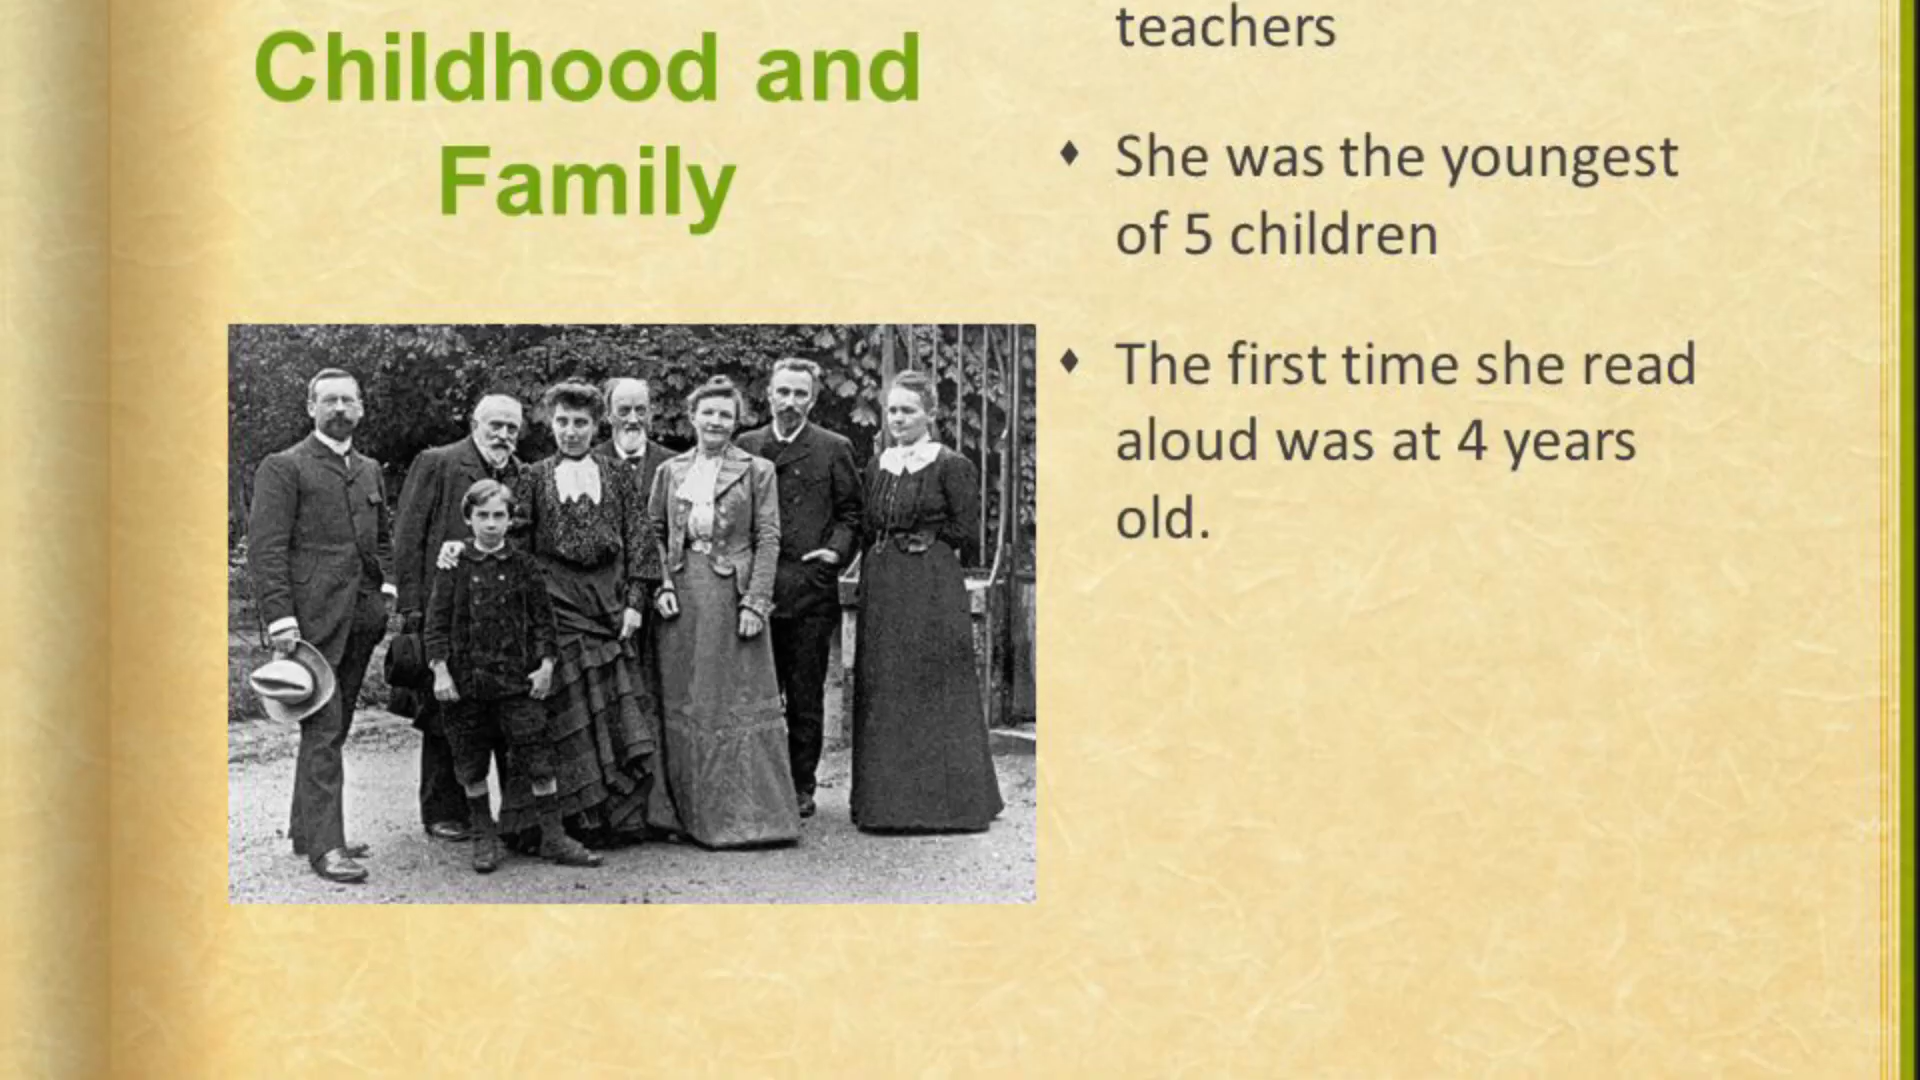 Childhood and
Family
teachers
♦ She was the youngest
of 5 children
♦ The first time she read
aloud was at 4 years
old.